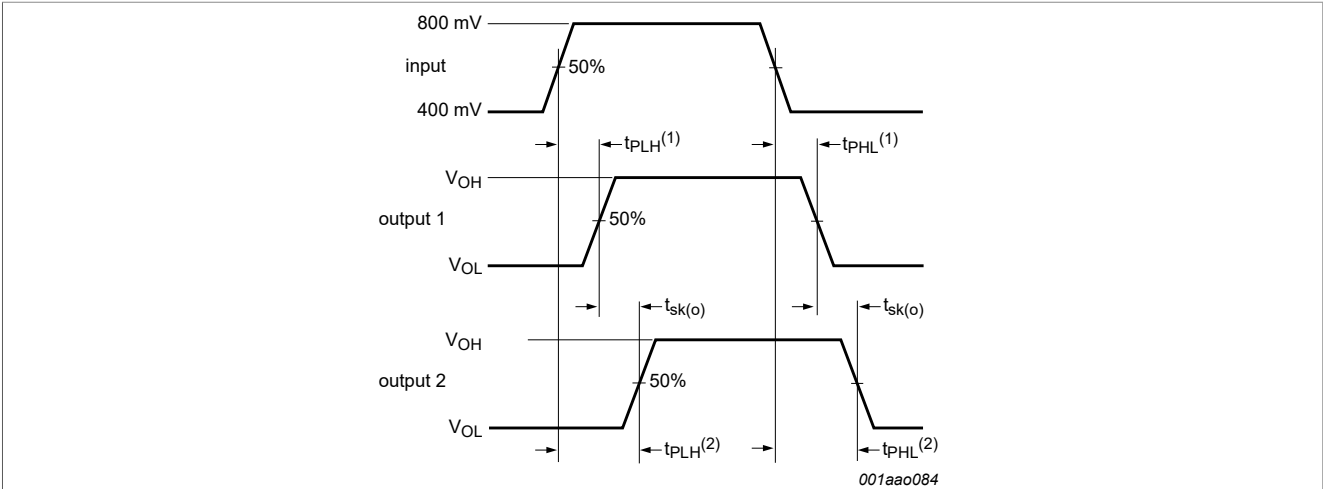 800 mV
input
50%
400 mV
tPLH(1)
tPHL(1)
VOH
output 1
50%
VOL
tsk(o)
tsk(o)
VOH
output 2
50%
VOL
tPLH(2)
tPHL(2)
001aao084